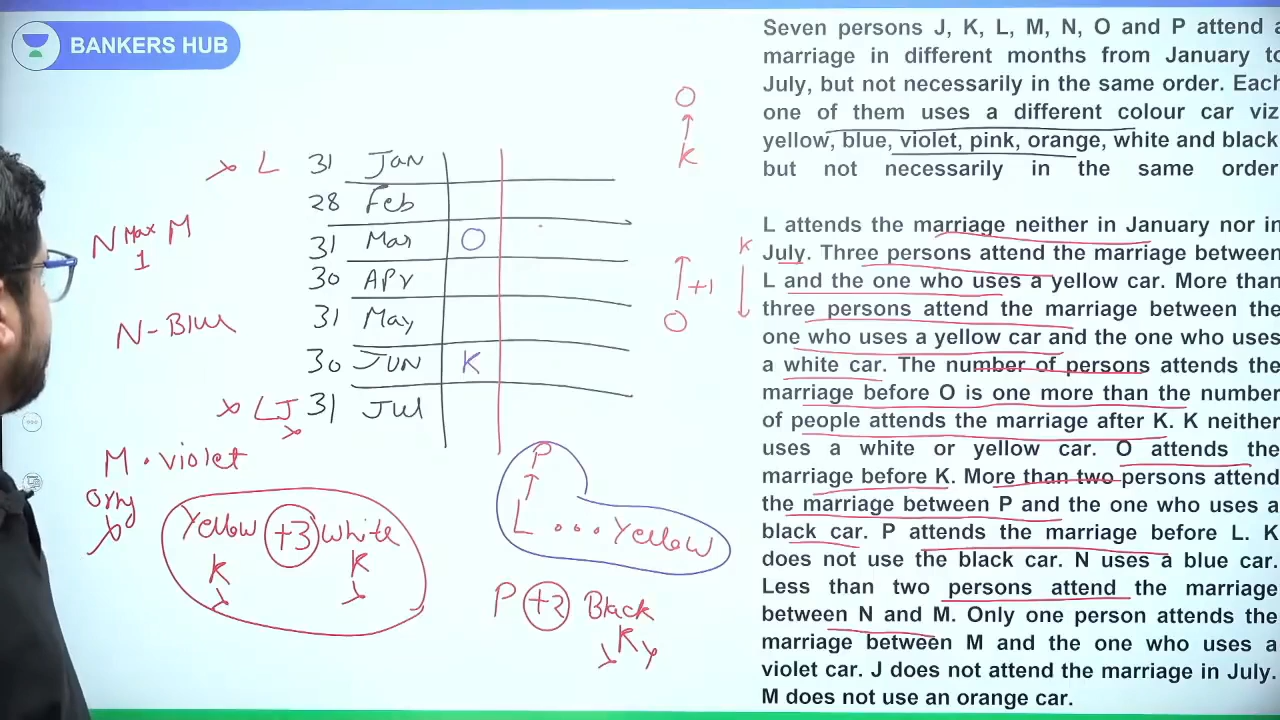 BANKERS HUB
Seven persons J, K, L, M, N, O and P attend a
marriage in different months from January to
July, but not necessarily in the same order. Each
one of them uses a different colour car viz
yellow, blue, violet, pink, orange, white and black
but not necessarily in the same order
L attends the marriage neither in January nor in
July. Three persons attend the marriage between
L and the one who uses a yellow car. More than
three persons attend the marriage between the
one who uses a yellow car and the one who uses
a white car. The number of persons attends the
marriage before O is one more than the number
of people attends the marriage after K. K neither
uses a white or yellow car. O attends the
marriage before K. More than two persons attend
the marriage between P and the one who uses a
black car. P attends the marriage before L. K
does not use the black car. N uses a blue car.
Less than two persons attend the marriage
between N and M. Only one person attends the
marriage between M and the one who uses a
violet car. J does not attend the marriage in July.
M does not use an orange car.
L 31 Jan
28 Feb
31 Mar O
30 APr
31 May
30 JUN K
LJ 31 Jul
N Max M
1
N-Blue
M . violet
Yellow +3 White
K K
O
K
K
+1
O
P
L ... Yellow
P Black
K